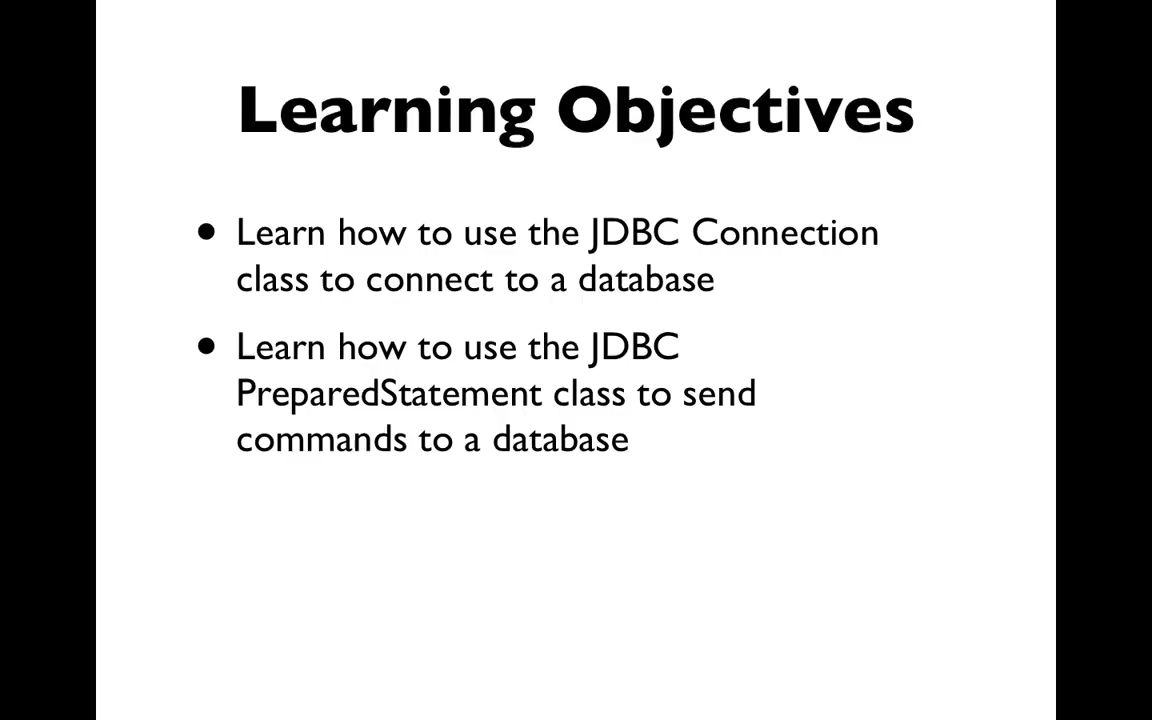 Learning Objectives
• Learn how to use the JDBC Connection
class to connect to a database
• Learn how to use the JDBC
PreparedStatement class to send
commands to a database